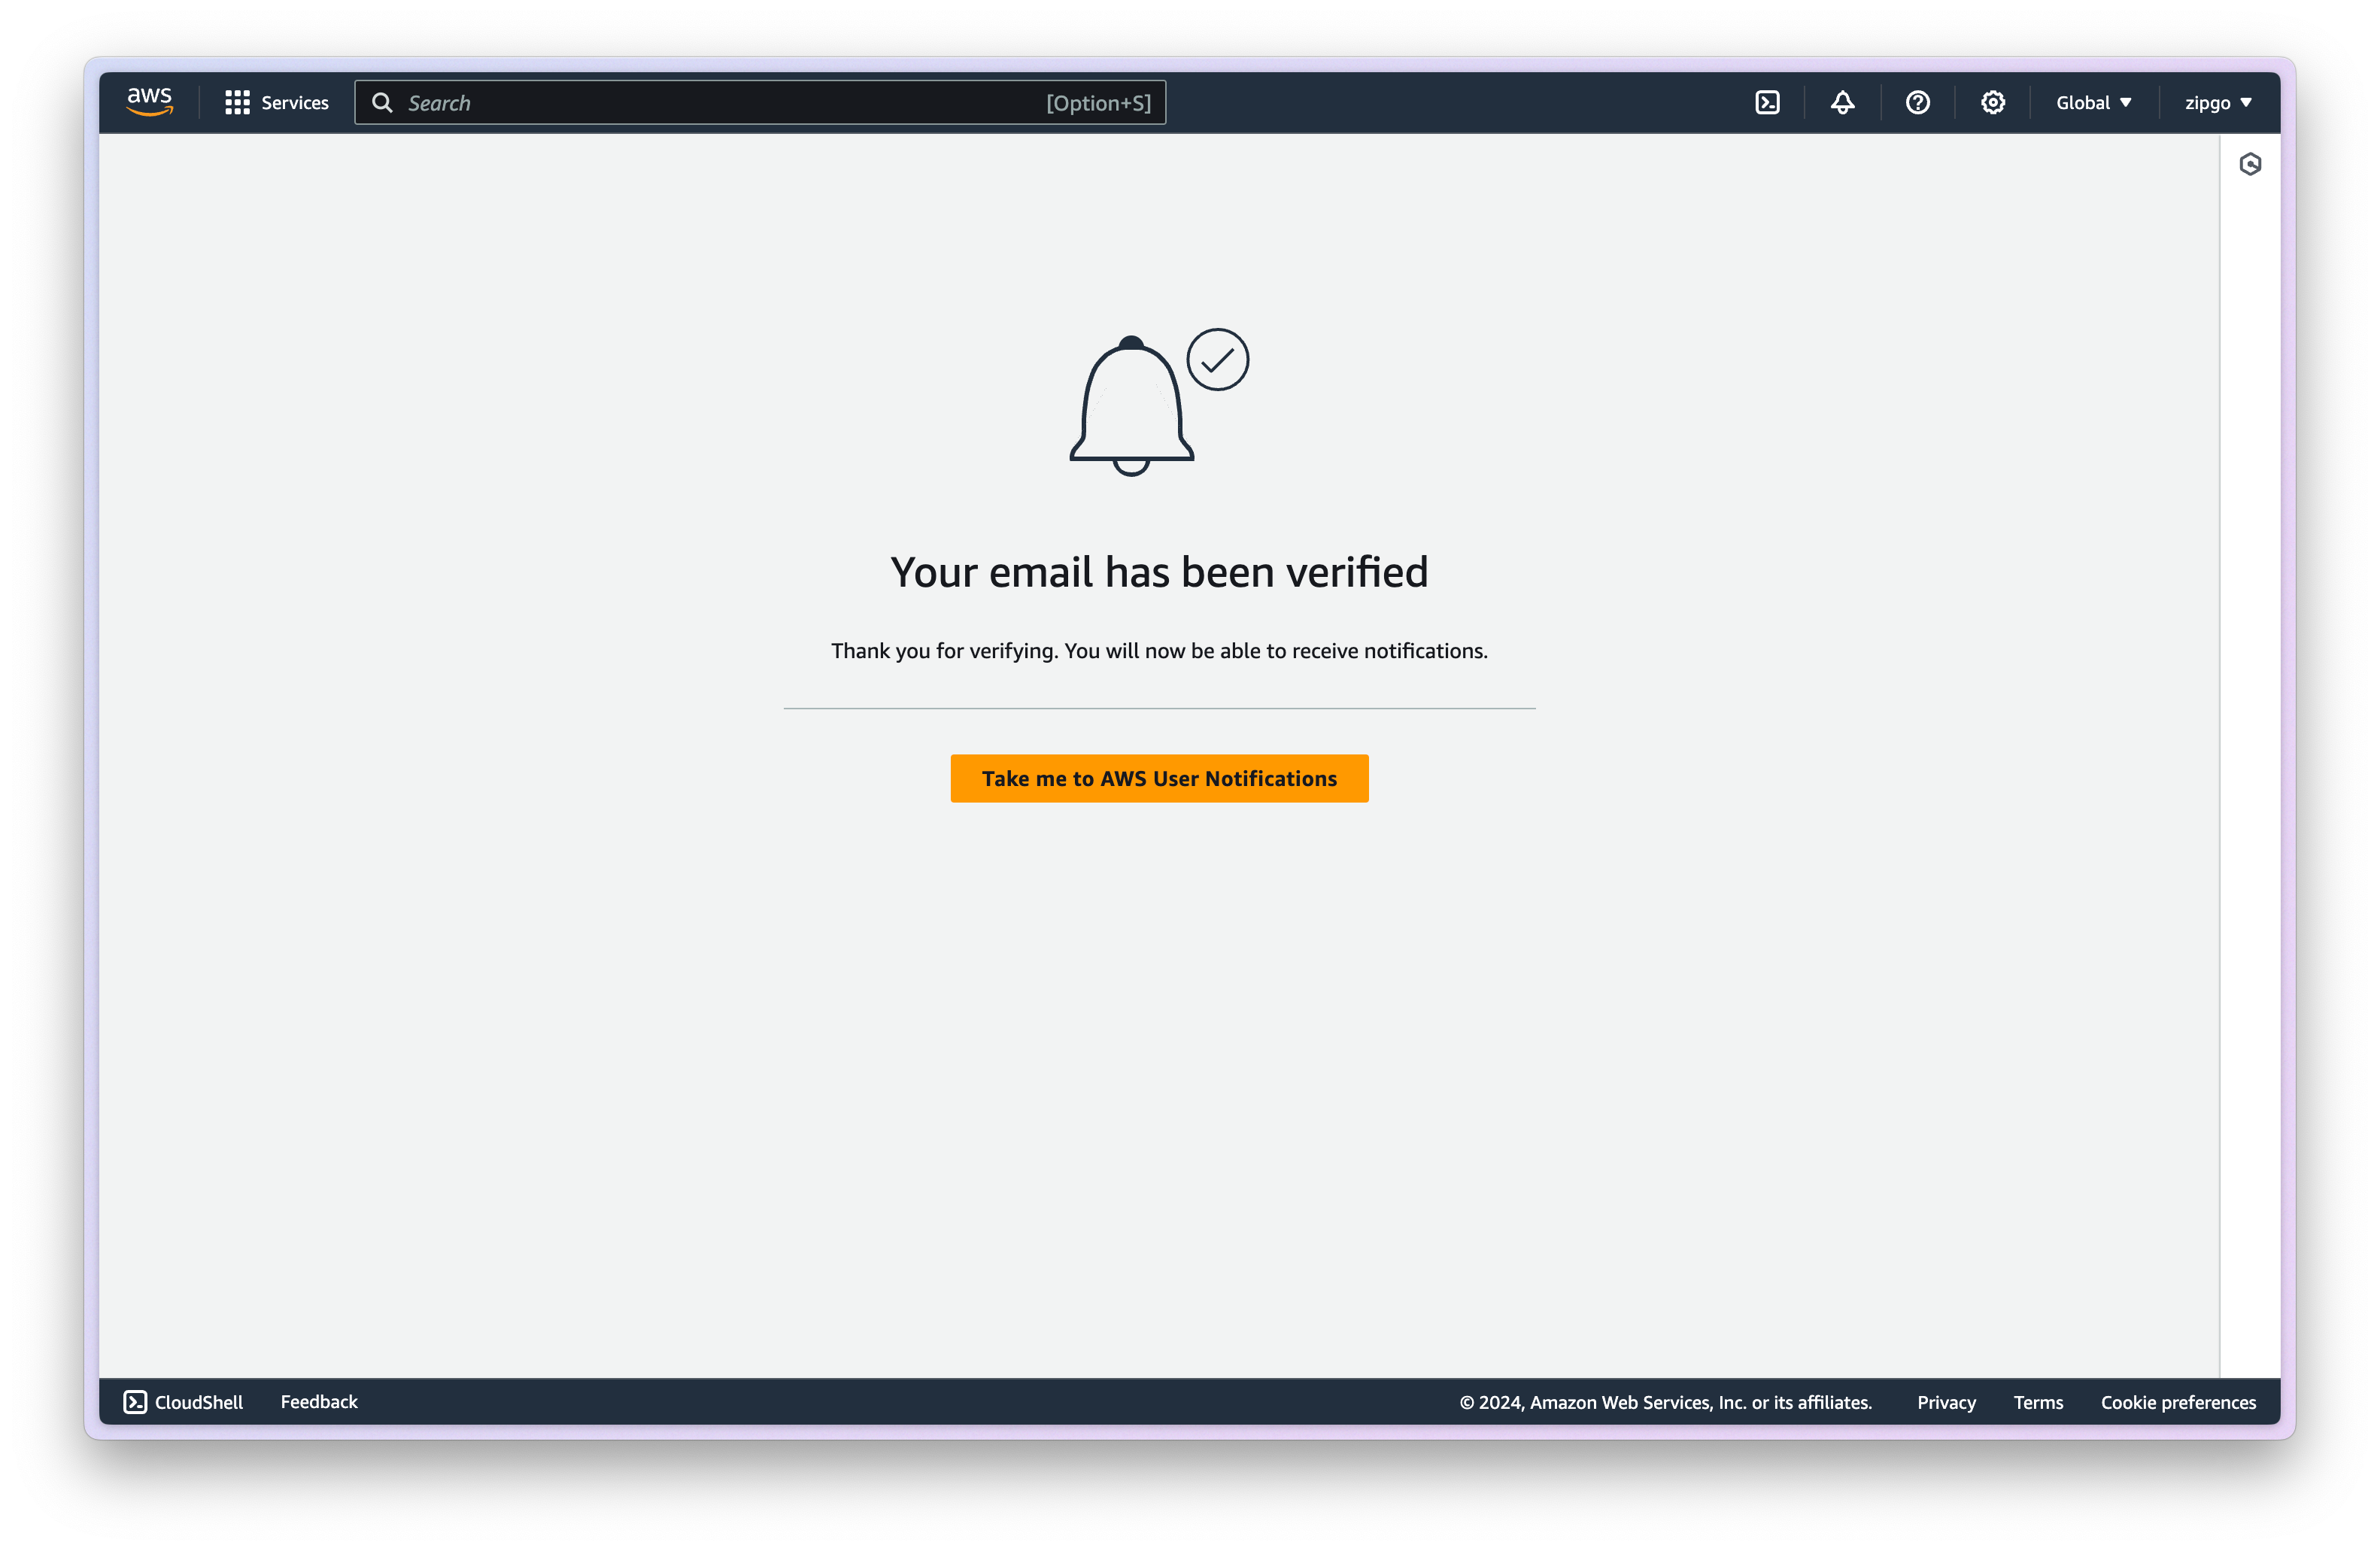 aws
Services
Search
[Option+S]
Global
zipgo
Your email has been verified
Thank you for verifying. You will now be able to receive notifications.
Take me to AWS User Notifications
CloudShell
Feedback
© 2024, Amazon Web Services, Inc. or its affiliates.
Privacy
Terms
Cookie preferences